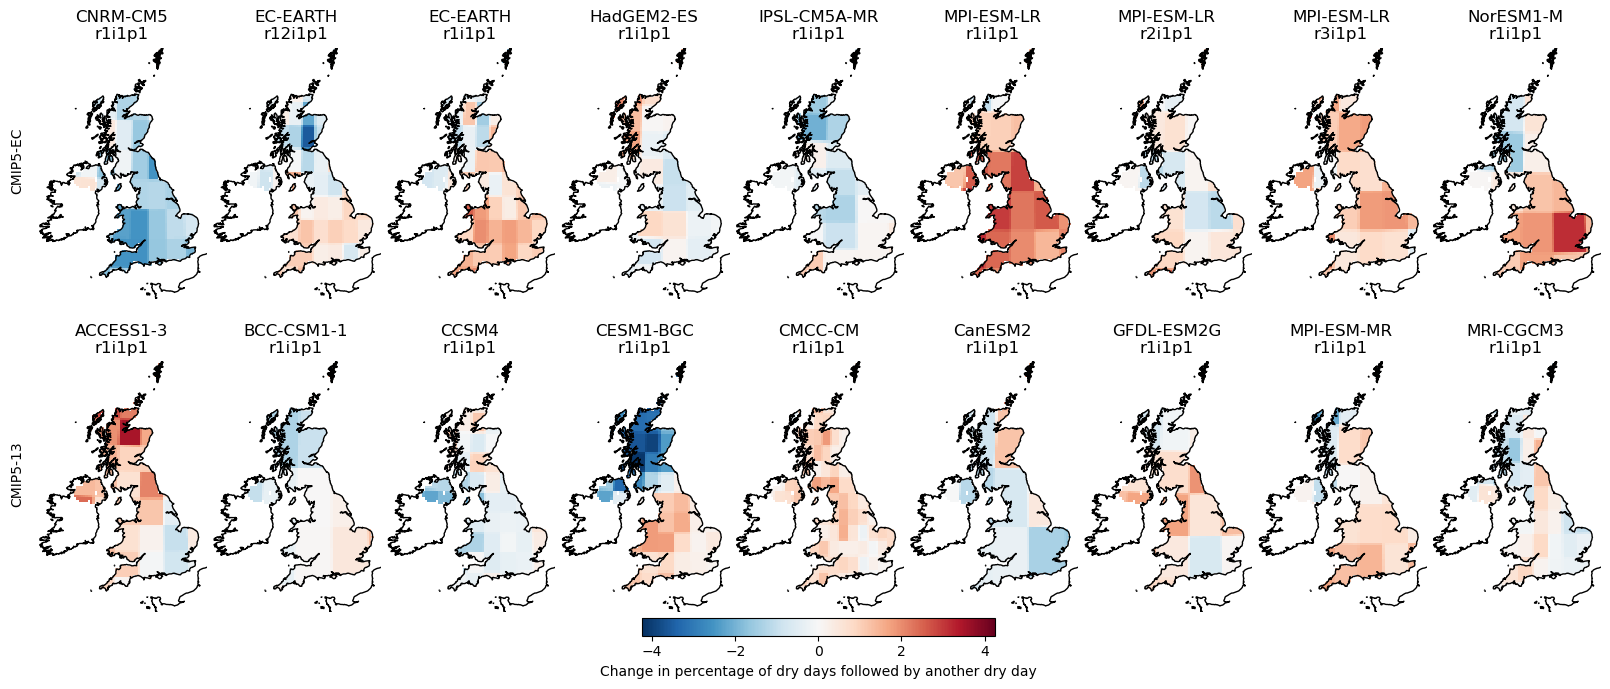 CNRM-CM5 EC-EARTH EC-EARTH HadGEM2-ES IPSL-CM5A-MR MPI-ESM-LR MPI-ESM-LR MPI-ESM-LR NorESM1-M
r1i1p1 r12i1p1 r1i1p1 r1i1p1 r1i1p1 r1i1p1 r2i1p1 r3i1p1 r1i1p1
CMIP5-EC
ACCESS1-3 BCC-CSM1-1 CCSM4 CESM1-BGC CMCC-CM CanESM2 GFDL-ESM2G MPI-ESM-MR MRI-CGCM3
r1i1p1 r1i1p1 r1i1p1 r1i1p1 r1i1p1 r1i1p1 r1i1p1 r1i1p1 r1i1p1
CMIP5-13
−4 −2 0 2 4
Change in percentage of dry days followed by another dry day